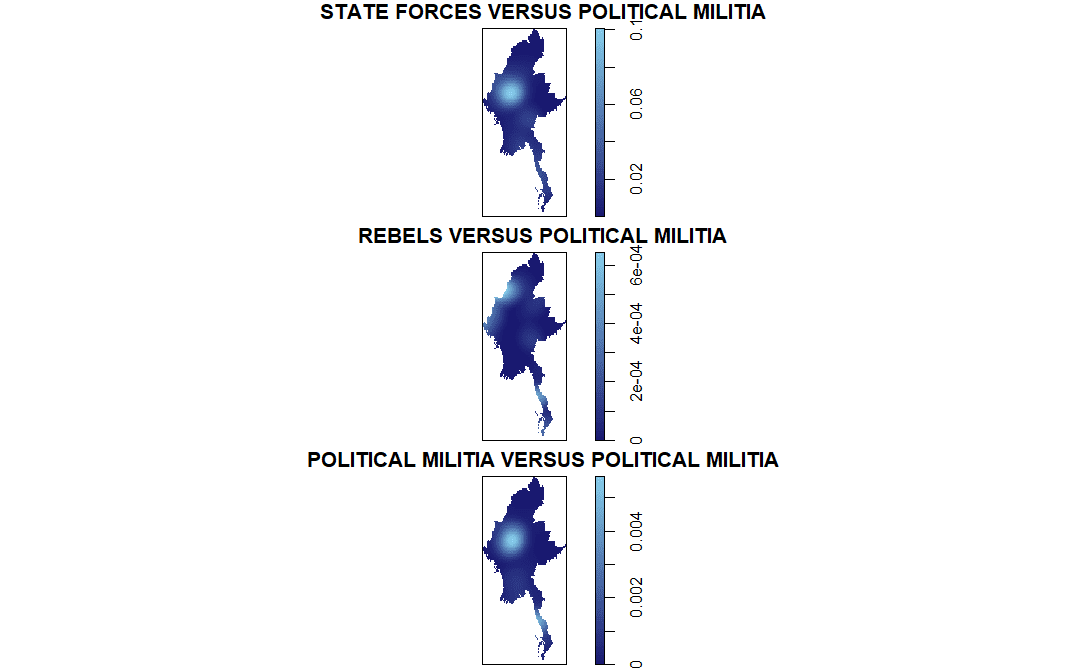 STATE FORCES VERSUS POLITICAL MILITIA
0.1
0.06
0.02
REBELS VERSUS POLITICAL MILITIA
6e-04
4e-04
2e-04
0
POLITICAL MILITIA VERSUS POLITICAL MILITIA
0.004
0.002
0